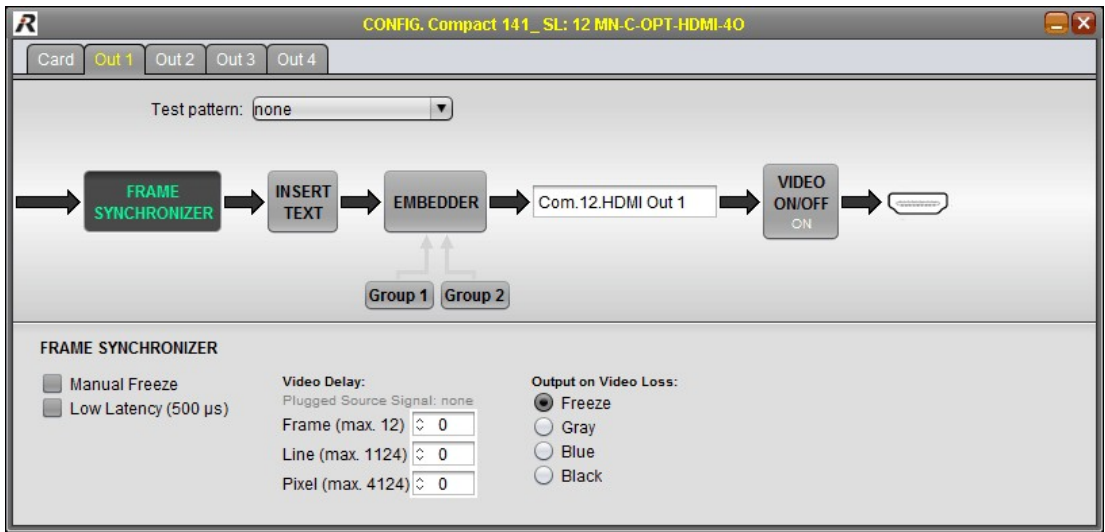 R CONFIG. Compact 141_ SL: 12 MN-C-OPT-HDMI-4O
Card Out 1 Out 2 Out 3 Out 4
Test pattern: none
FRAME SYNCHRONIZER
INSERT TEXT
EMBEDDER
Com.12.HDMI Out 1
VIDEO ON/OFF
ON
Group 1 Group 2
FRAME SYNCHRONIZER
Manual Freeze
Low Latency (500 µs)
Video Delay:
Plugged Source Signal: none
Frame (max. 12) 0
Line (max. 1124) 0
Pixel (max. 4124) 0
Output on Video Loss:
Freeze
Gray
Blue
Black